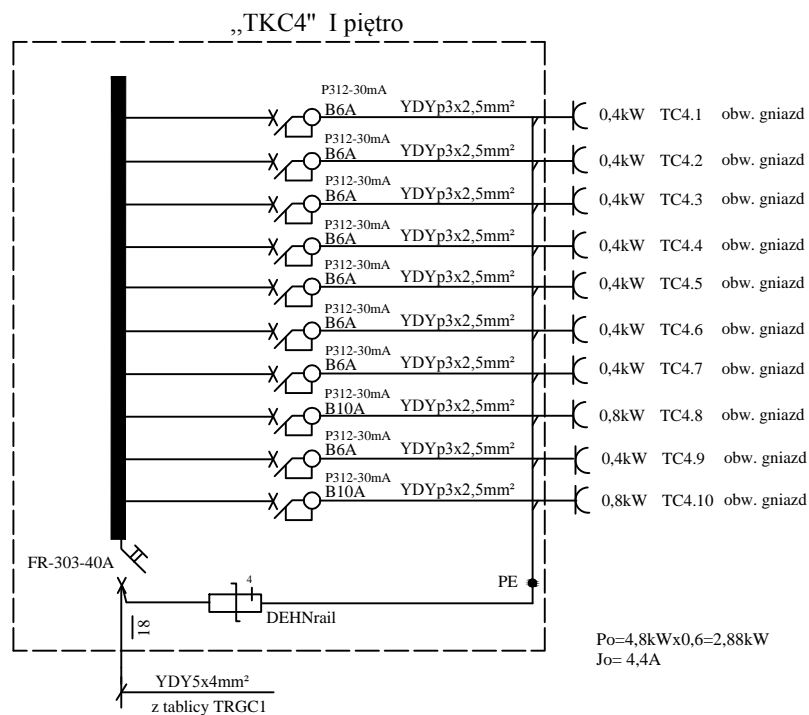 „TKC4" I piętro
P312-30mA
B6A YDYp3x2,5mm² 0,4kW TC4.1 obw. gniazd
P312-30mA
B6A YDYp3x2,5mm² 0,4kW TC4.2 obw. gniazd
P312-30mA
B6A YDYp3x2,5mm² 0,4kW TC4.3 obw. gniazd
P312-30mA
B6A YDYp3x2,5mm² 0,4kW TC4.4 obw. gniazd
P312-30mA
B6A YDYp3x2,5mm² 0,4kW TC4.5 obw. gniazd
P312-30mA
B6A YDYp3x2,5mm² 0,4kW TC4.6 obw. gniazd
P312-30mA
B6A YDYp3x2,5mm² 0,4kW TC4.7 obw. gniazd
P312-30mA
B10A YDYp3x2,5mm² 0,8kW TC4.8 obw. gniazd
P312-30mA
B6A YDYp3x2,5mm² 0,4kW TC4.9 obw. gniazd
P312-30mA
B10A YDYp3x2,5mm² 0,8kW TC4.10 obw. gniazd
FR-303-40A
PE
4
DEHNrail
18
Po=4,8kWx0,6=2,88kW
Jo= 4,4A
YDY5x4mm²
z tablicy TRGC1